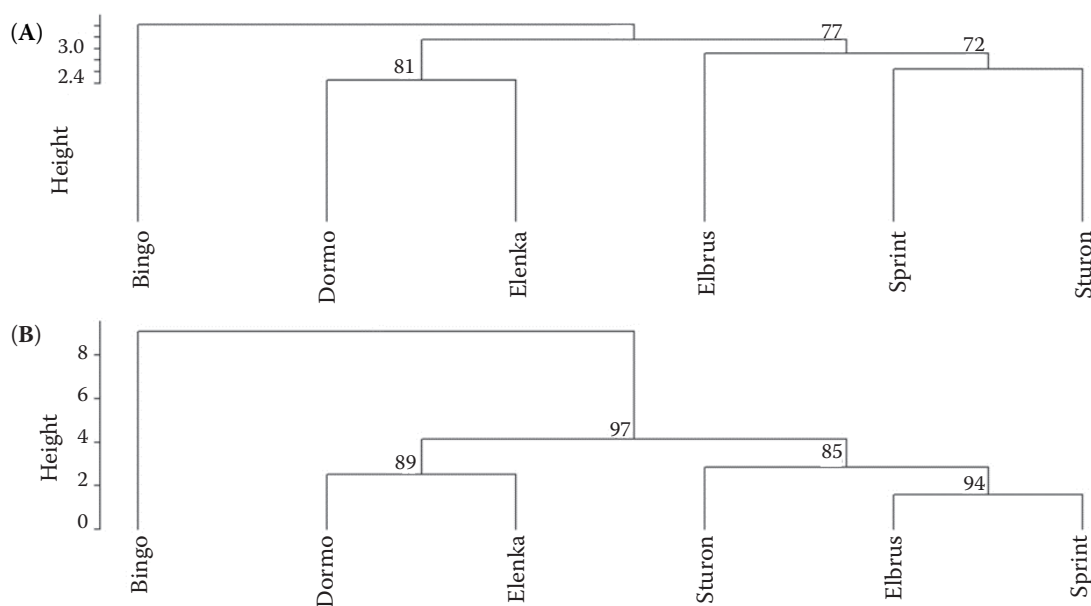 (A)
3.0
2.4
Height
77
72
81
Bingo
Dormo
Elenka
Elbrus
Sprint
Sturon
(B)
8
6
4
2
0
Height
97
89
85
94
Bingo
Dormo
Elenka
Sturon
Elbrus
Sprint